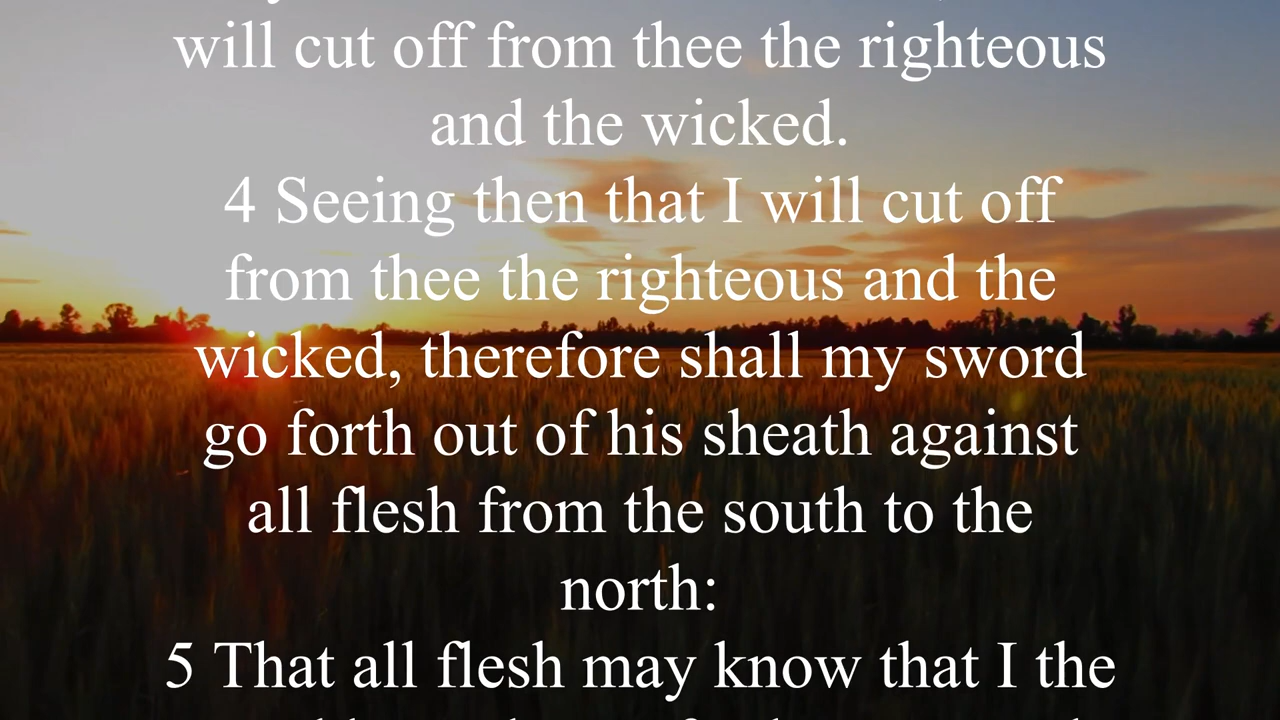 will cut off from thee the righteous
and the wicked.
4 Seeing then that I will cut off
from thee the righteous and the
wicked, therefore shall my sword
go forth out of his sheath against
all flesh from the south to the
north:
5 That all flesh may know that I the